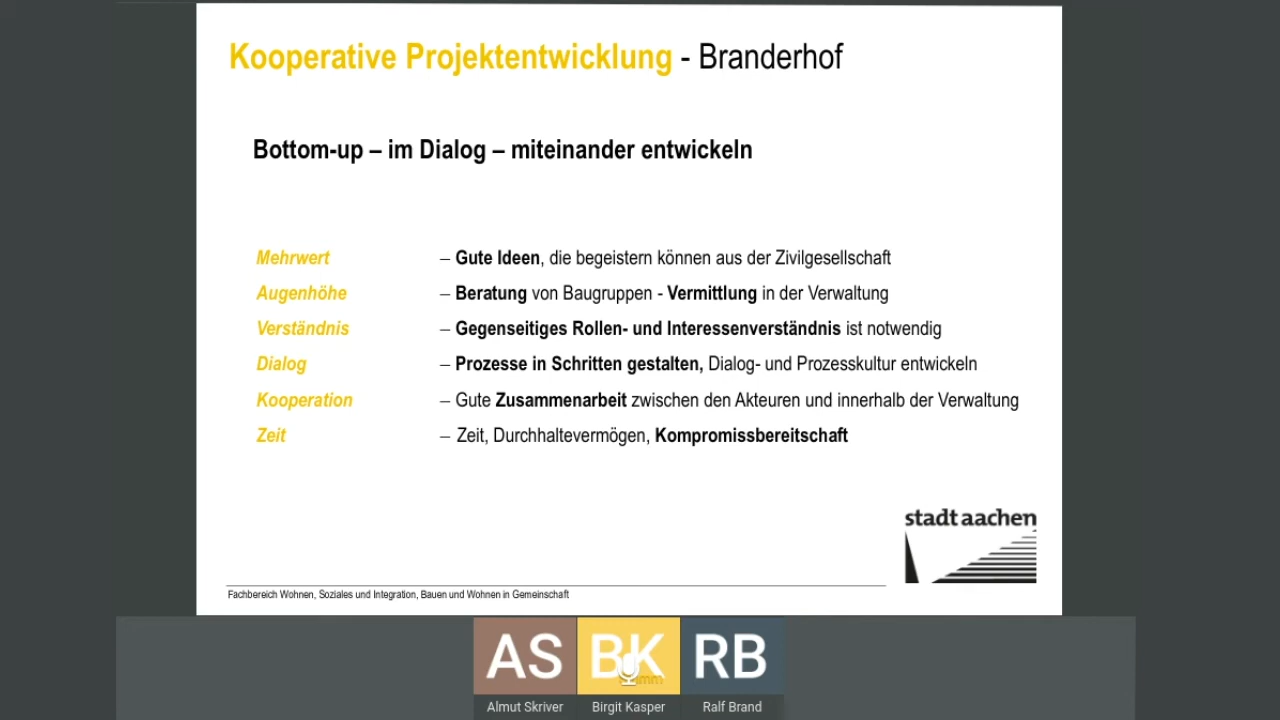 Kooperative Projektentwicklung - Branderhof
Bottom-up – im Dialog – miteinander entwickeln
Mehrwert – Gute Ideen, die begeistern können aus der Zivilgesellschaft
Augenhöhe – Beratung von Baugruppen - Vermittlung in der Verwaltung
Verständnis – Gegenseitiges Rollen- und Interessenverständnis ist notwendig
Dialog – Prozesse in Schritten gestalten, Dialog- und Prozesskultur entwickeln
Kooperation – Gute Zusammenarbeit zwischen den Akteuren und innerhalb der Verwaltung
Zeit – Zeit, Durchhaltevermögen, Kompromissbereitschaft
stadt aachen
Fachbereich Wohnen, Soziales und Integration, Bauen und Wohnen in Gemeinschaft
AS BK RB
Almut Skriver Birgit Kasper Ralf Brand